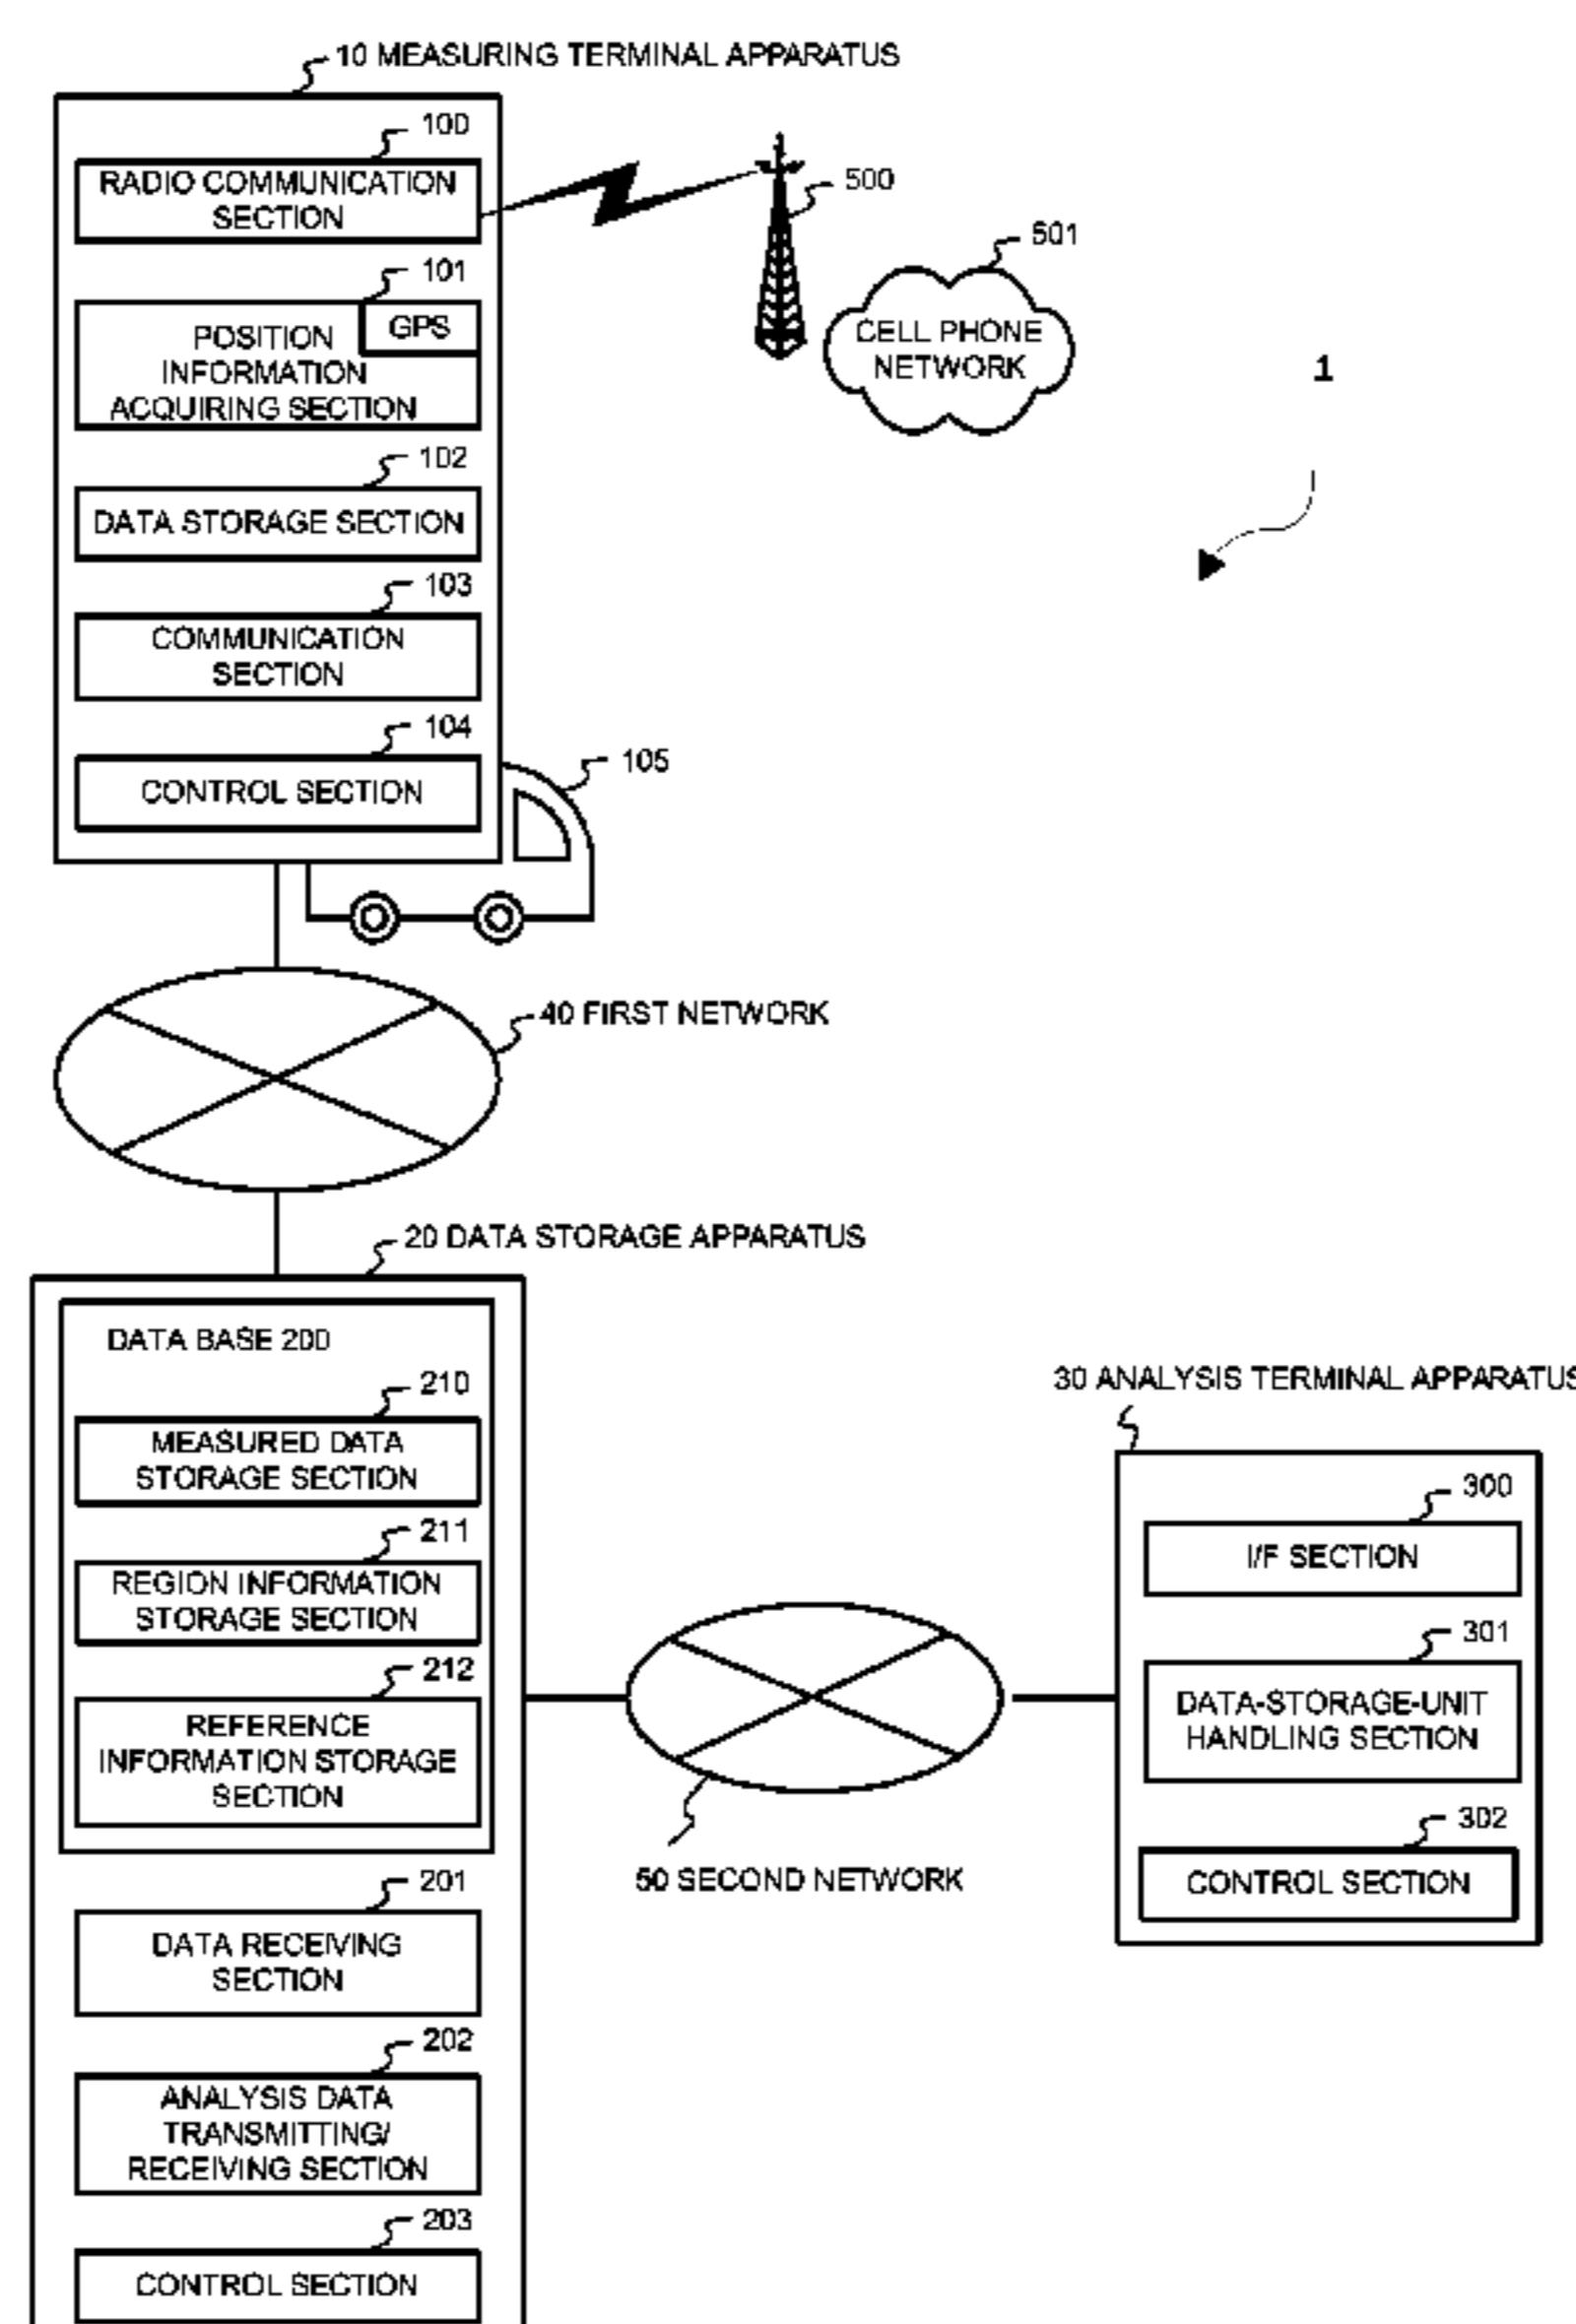 10 MEASURING TERMINAL APPARATUS
100
RADIO COMMUNICATION
SECTION
500
501
CELL PHONE
NETWORK
1
101
GPS
POSITION
INFORMATION
ACQUIRING SECTION
102
DATA STORAGE SECTION
103
COMMUNICATION
SECTION
104
CONTROL SECTION
105
40 FIRST NETWORK
20 DATA STORAGE APPARATUS
DATA BASE 200
210
MEASURED DATA
STORAGE SECTION
211
REGION INFORMATION
STORAGE SECTION
212
REFERENCE
INFORMATION STORAGE
SECTION
201
DATA RECEIVING
SECTION
202
ANALYSIS DATA
TRANSMITTING/
RECEIVING SECTION
203
CONTROL SECTION
50 SECOND NETWORK
30 ANALYSIS TERMINAL APPARATUS
300
I/F SECTION
301
DATA-STORAGE-UNIT
HANDLING SECTION
302
CONTROL SECTION